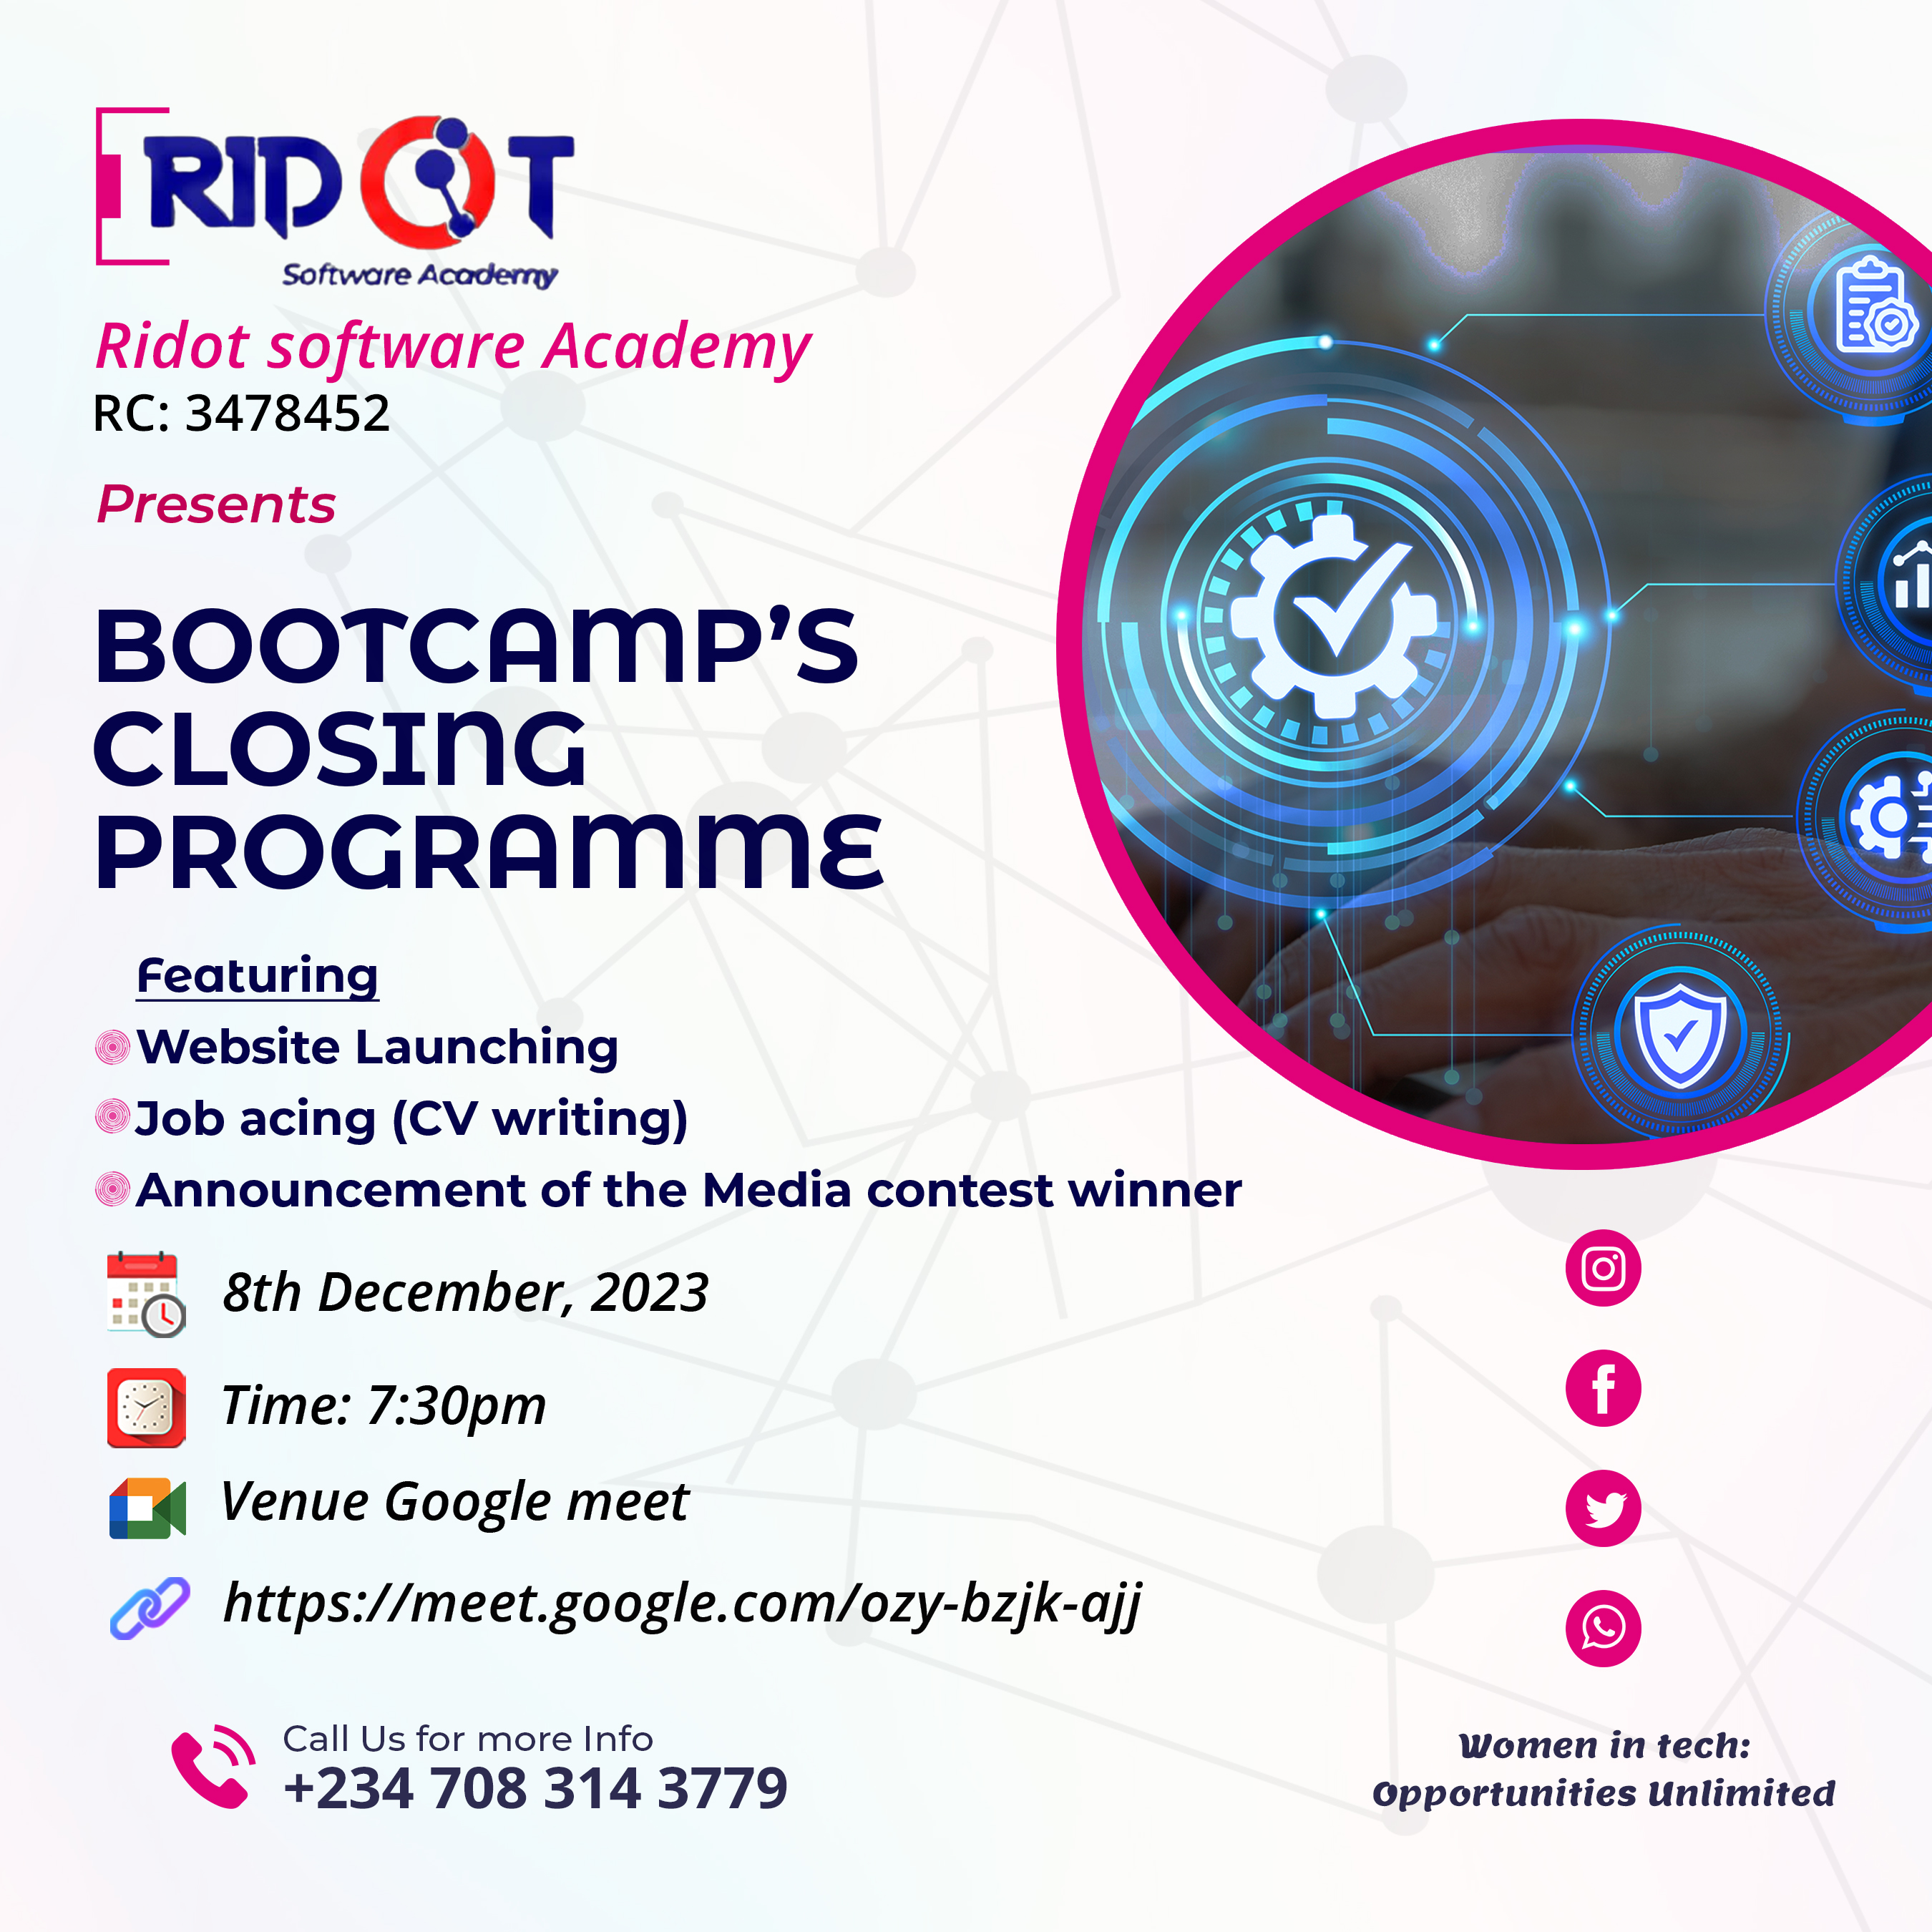 RIDOT
Software Academy
Ridot software Academy
RC: 3478452
Presents
BOOTCAMP'S
CLOSING
PROGRAMME
Featuring
Website Launching
Job acing (CV writing)
Announcement of the Media contest winner
8th December, 2023
Time: 7:30pm
Venue Google meet
https://meet.google.com/ozy-bzjk-ajj
Call Us for more Info
+234 708 314 3779
Women in tech:
Opportunities Unlimited